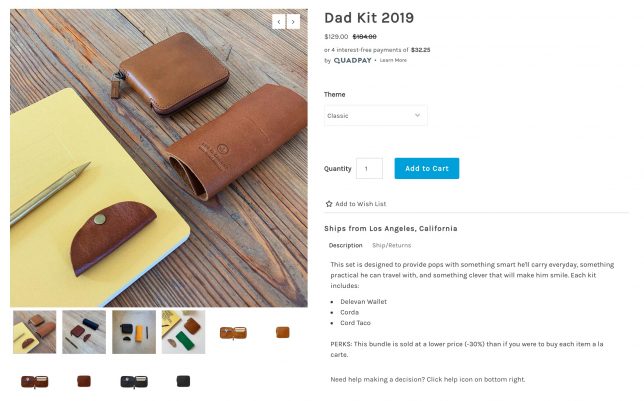 Dad Kit 2019
$129.00 $184.00
or 4 interest-free payments of $32.25
by QUADPAY • Learn More
Theme
Classic
Quantity 1 Add to Cart
Add to Wish List
Ships from Los Angeles, California
Description Ship/Returns
This set is designed to provide pops with something smart he'll carry everyday, something
practical he can travel with, and something clever that will make him smile. Each kit
includes:
• Delevan Wallet
• Corda
• Cord Taco
PERKS: This bundle is sold at a lower price (-30%) than if you were to buy each item a la
carte.
Need help making a decision? Click help icon on bottom right.